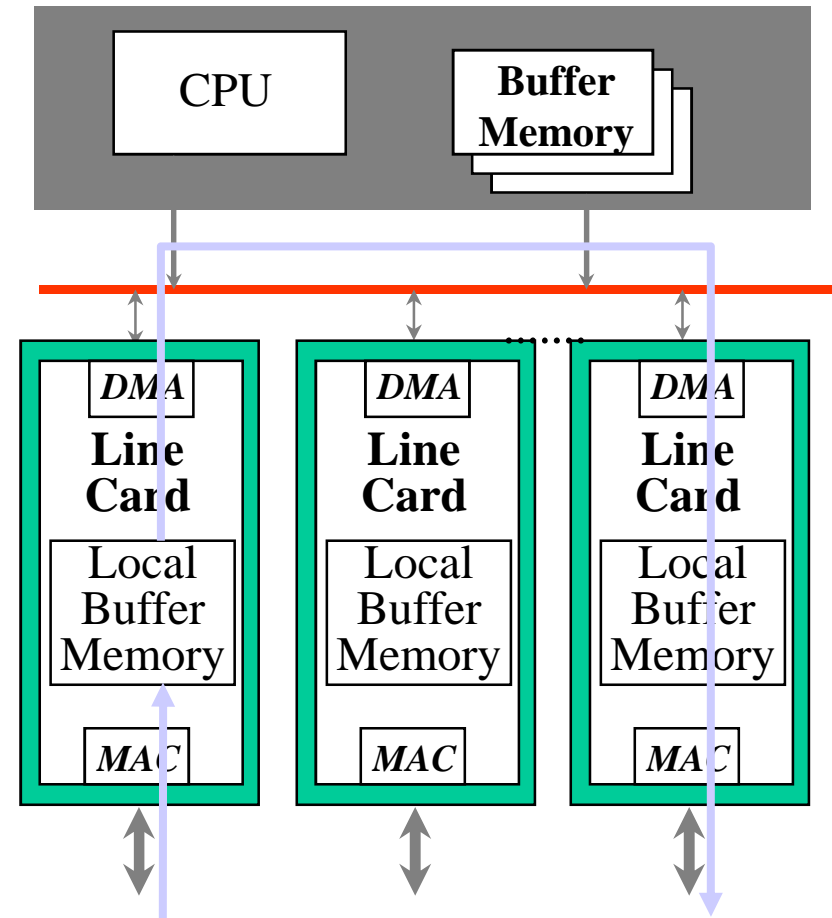 CPU
Buffer
Memory
DMA
Line
Card
Local
Buffer
Memory
MAC
DMA
Line
Card
Local
Buffer
Memory
MAC
DMA
Line
Card
Local
Buffer
Memory
MAC